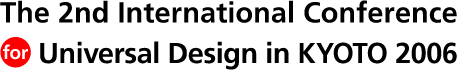 The 2nd International Conference
for Universal Design in KYOTO 2006